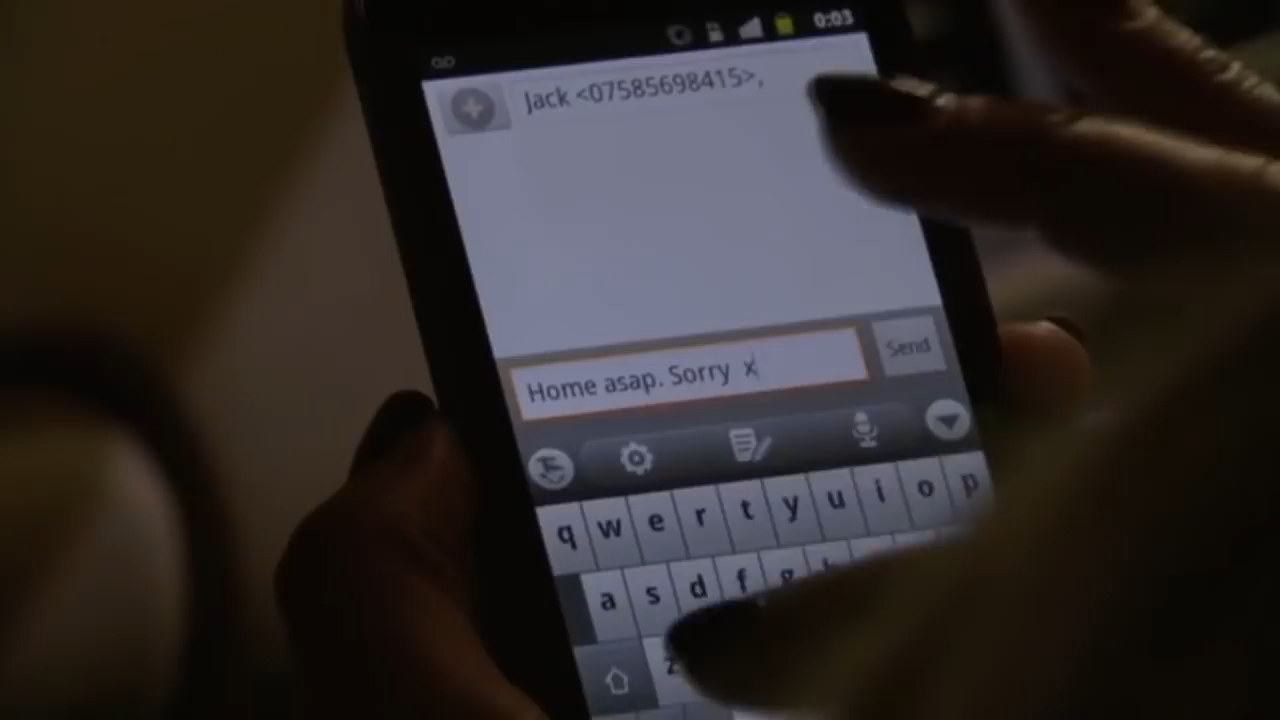 0:03
Jack <07585698415>,
Home asap. Sorry  x
Send
q w e r t y u i o p
a s d f g
z